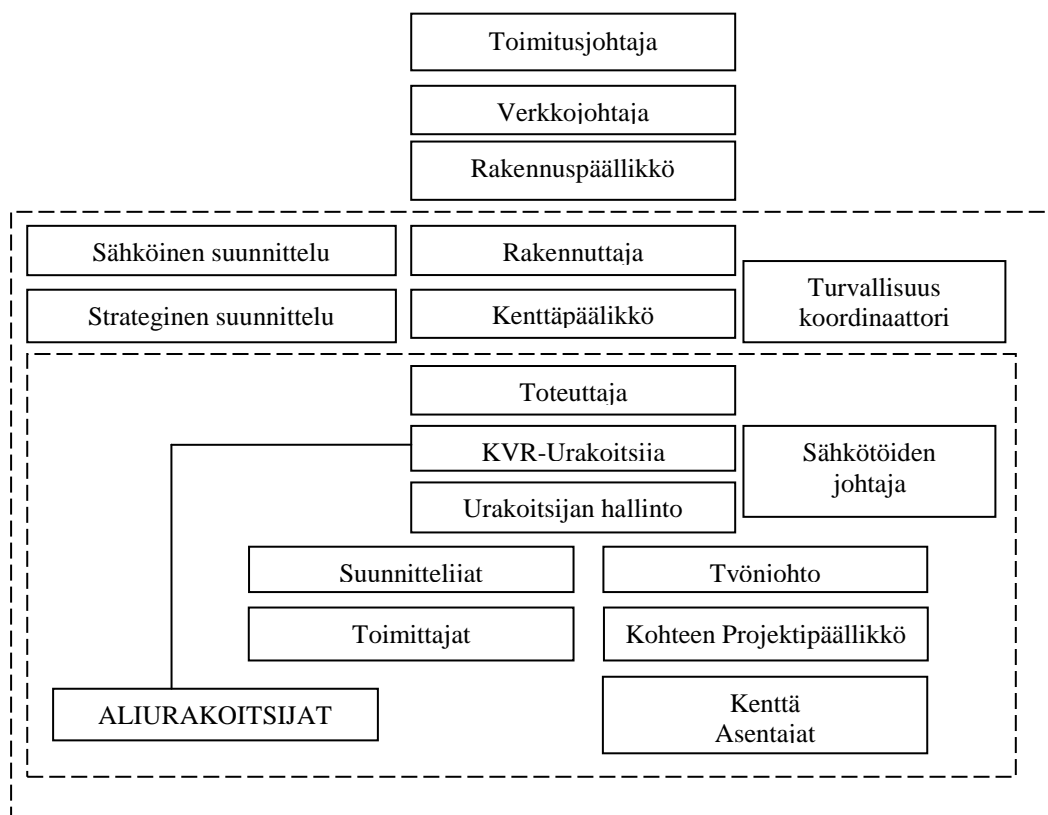 Toimitusjohtaja
Verkkojohtaja
Rakennuspäällikkö
Sähköinen suunnittelu
Rakennuttaja
Strateginen suunnittelu
Kenttäpäälikkö
Turvallisuus
koordinaattori
Toteuttaja
KVR-Urakoitsija
Sähkötöiden
johtaja
Urakoitsijan hallinto
Suunnittelijat
Työnjohto
Toimittajat
Kohteen Projektipäällikkö
ALIURAKOITSIJAT
Kenttä
Asentajat